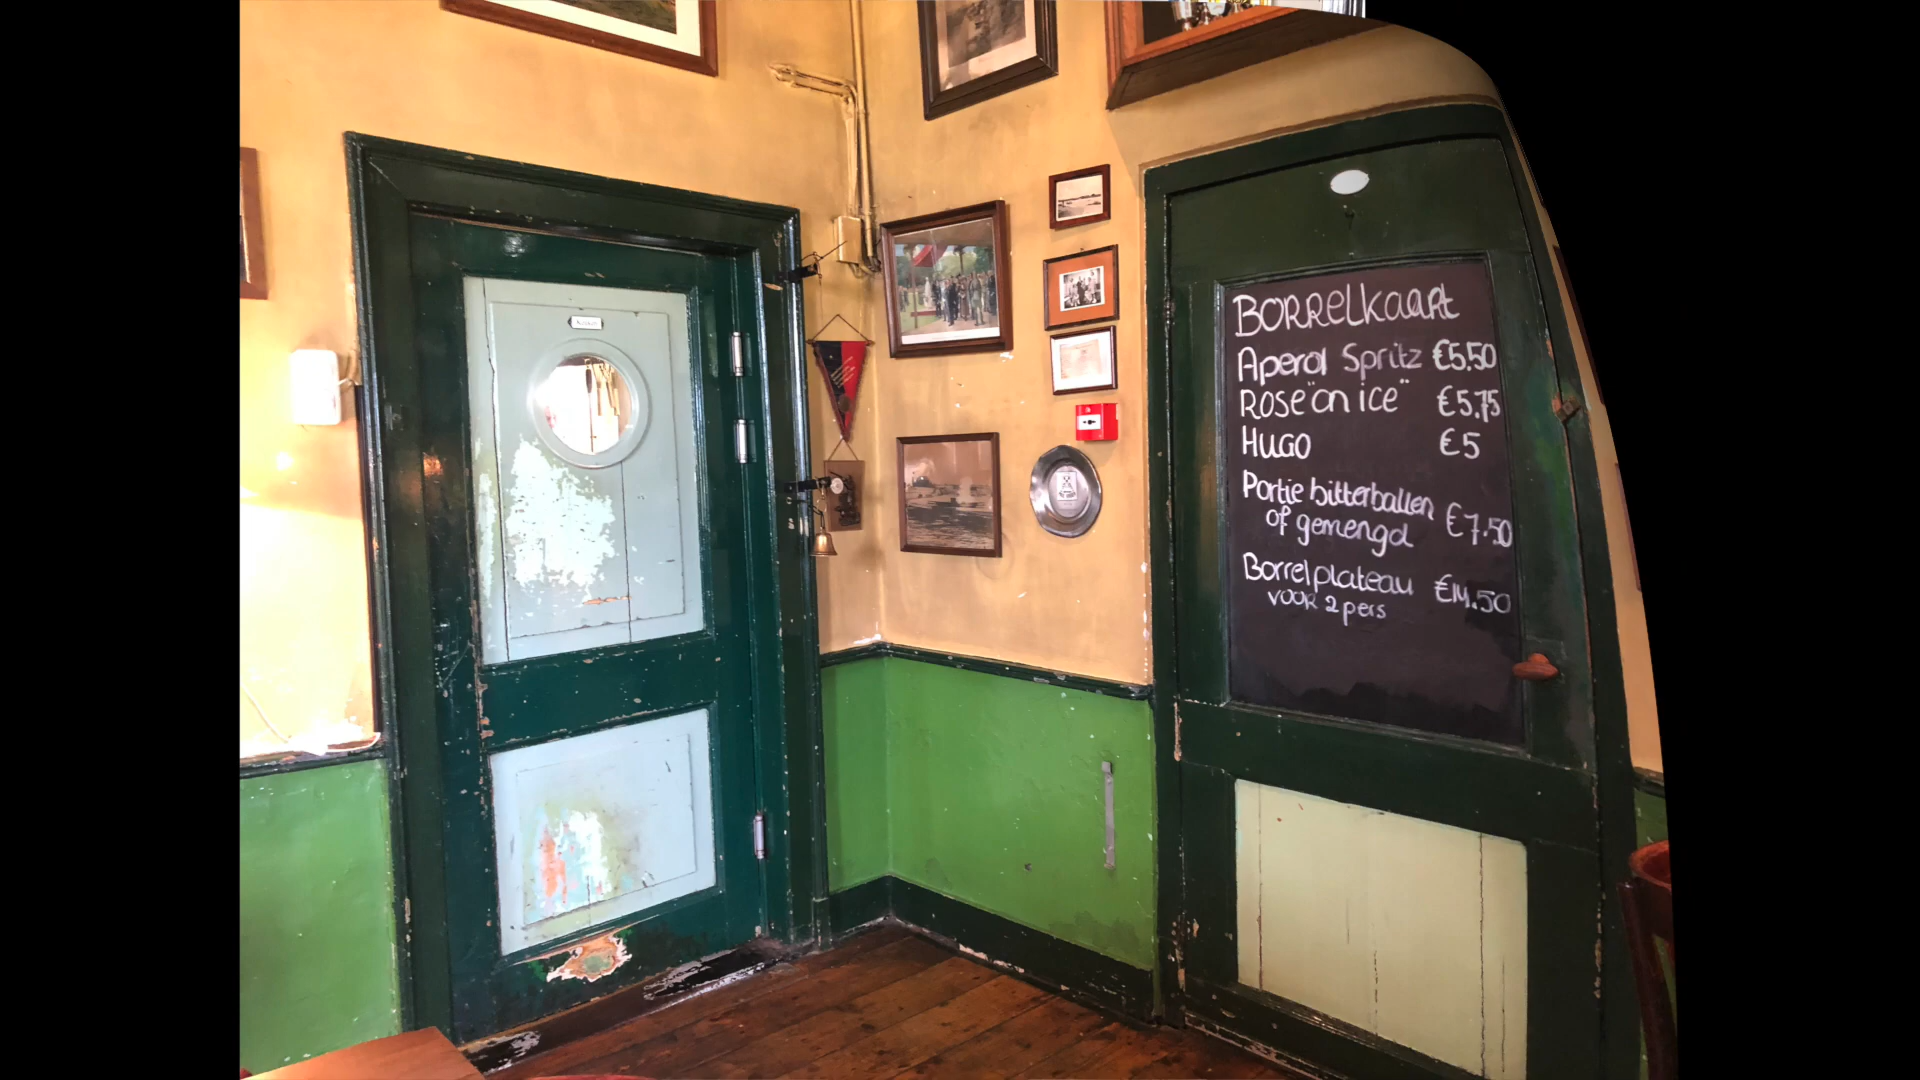 BORRELKAART
Aperol Spritz €5,50
ROSE "on ice" €5,75
HUGO €5
Portie bitterballen
of gemengd €7.50
Borrelplateau €14.50
VOOR 2 pers